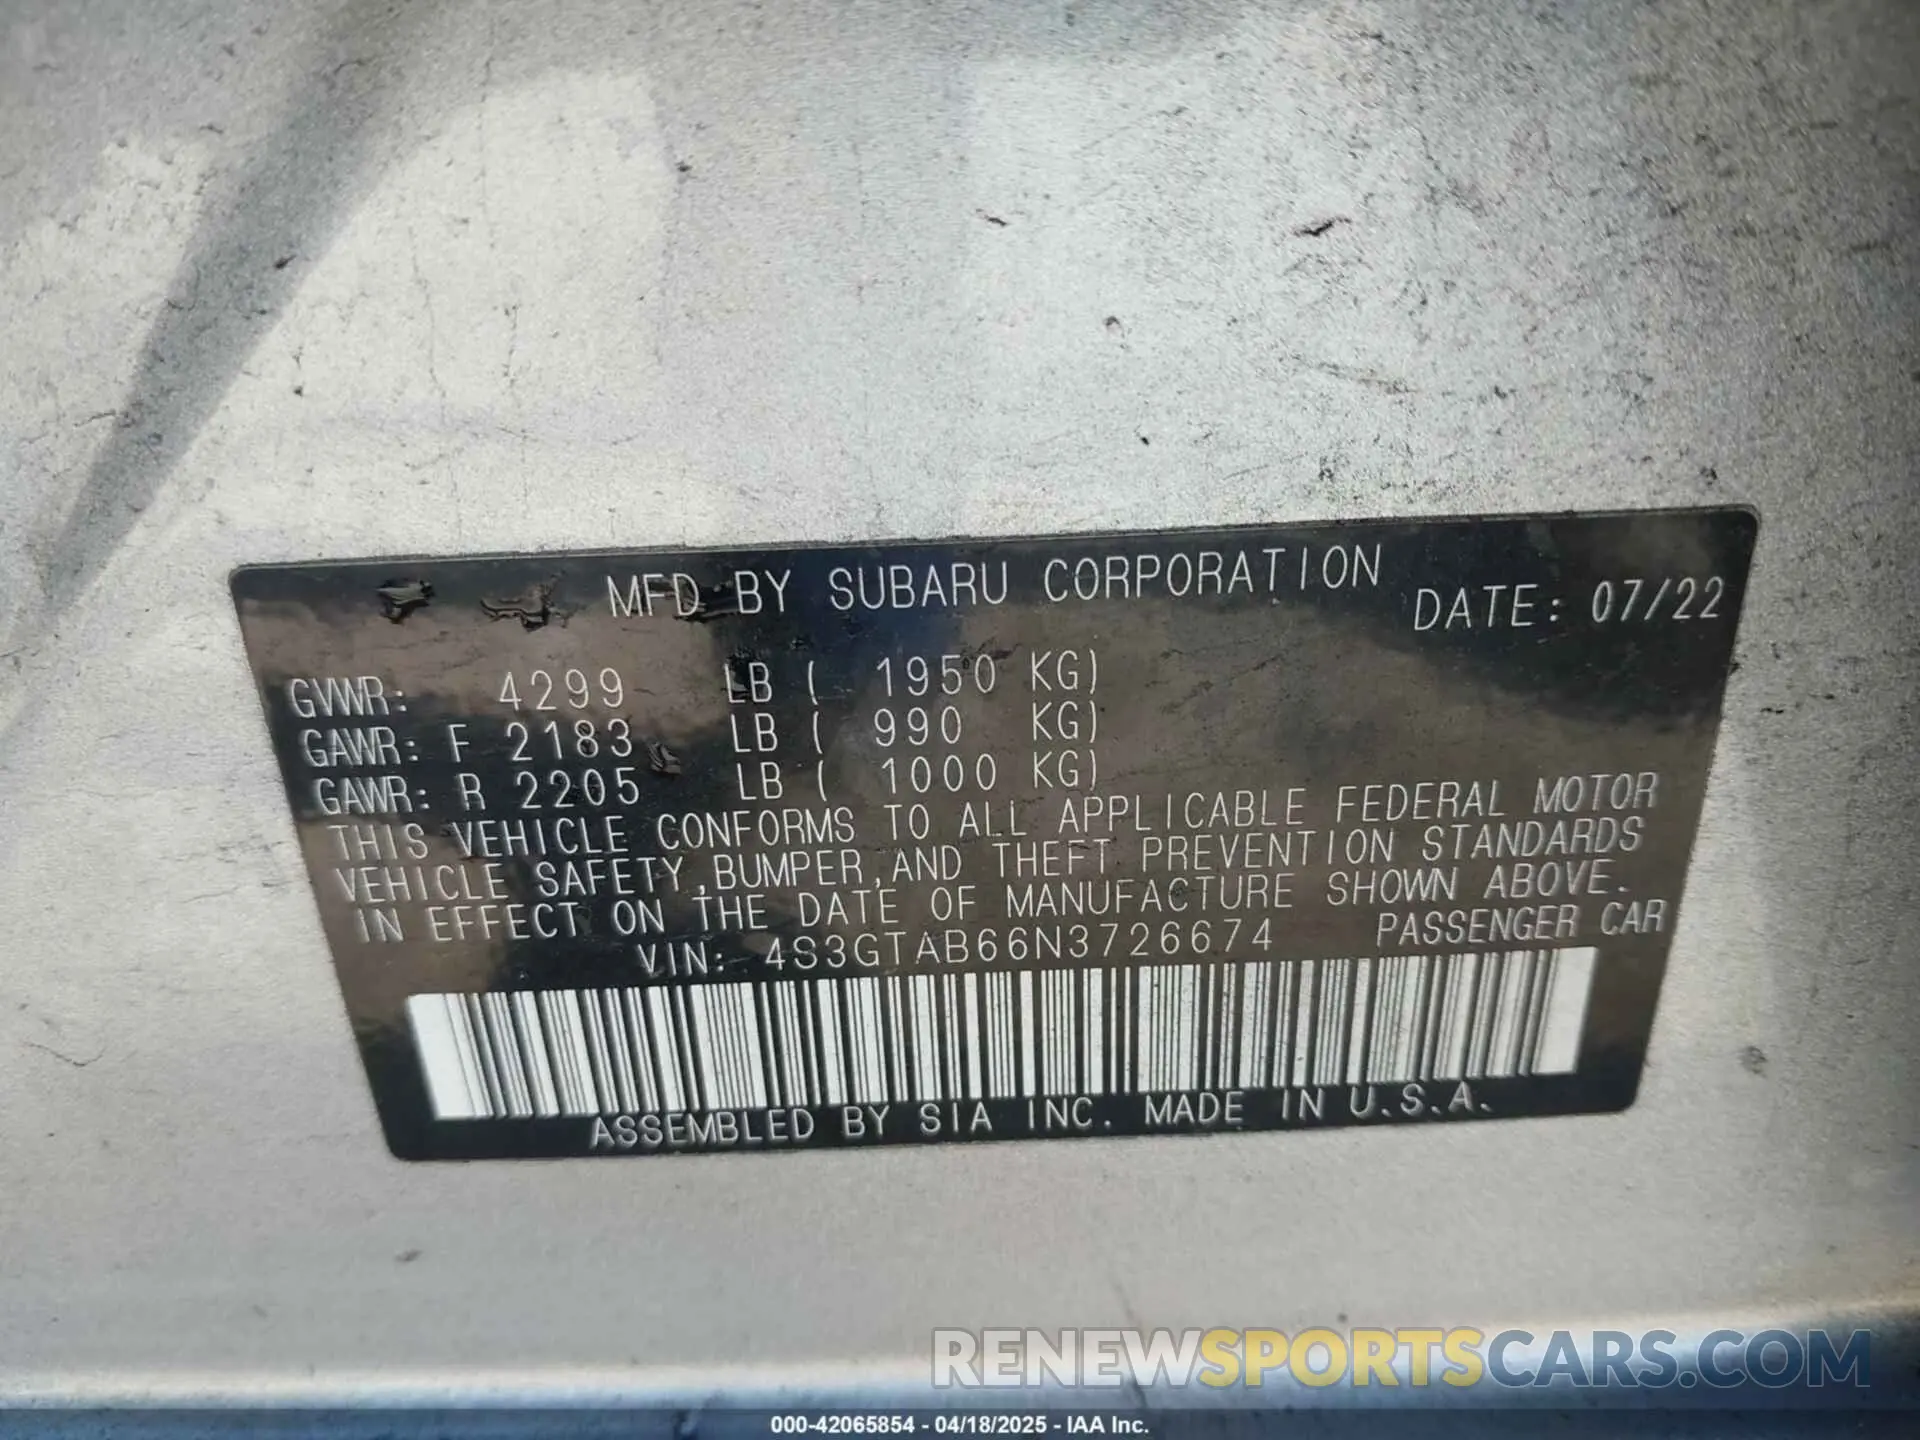 MFD. BY SUBARU CORPORATION DATE: 07/22
GVWR: 4299 LB ( 1950 KG)
GAWR: F 2183 LB ( 990 KG)
GAWR: R 2205 LB ( 1000 KG)
THIS VEHICLE CONFORMS TO ALL APPLICABLE FEDERAL MOTOR
VEHICLE SAFETY,BUMPER,AND THEFT PREVENTION STANDARDS
IN EFFECT ON THE DATE OF MANUFACTURE SHOWN ABOVE.
VIN: 4S3GTAB66N3726674 PASSENGER CAR
ASSEMBLED BY SIA INC. MADE IN U.S.A.
RENEWSPORTSCARS.COM
000-42065854 - 04/18/2025 - IAA Inc.